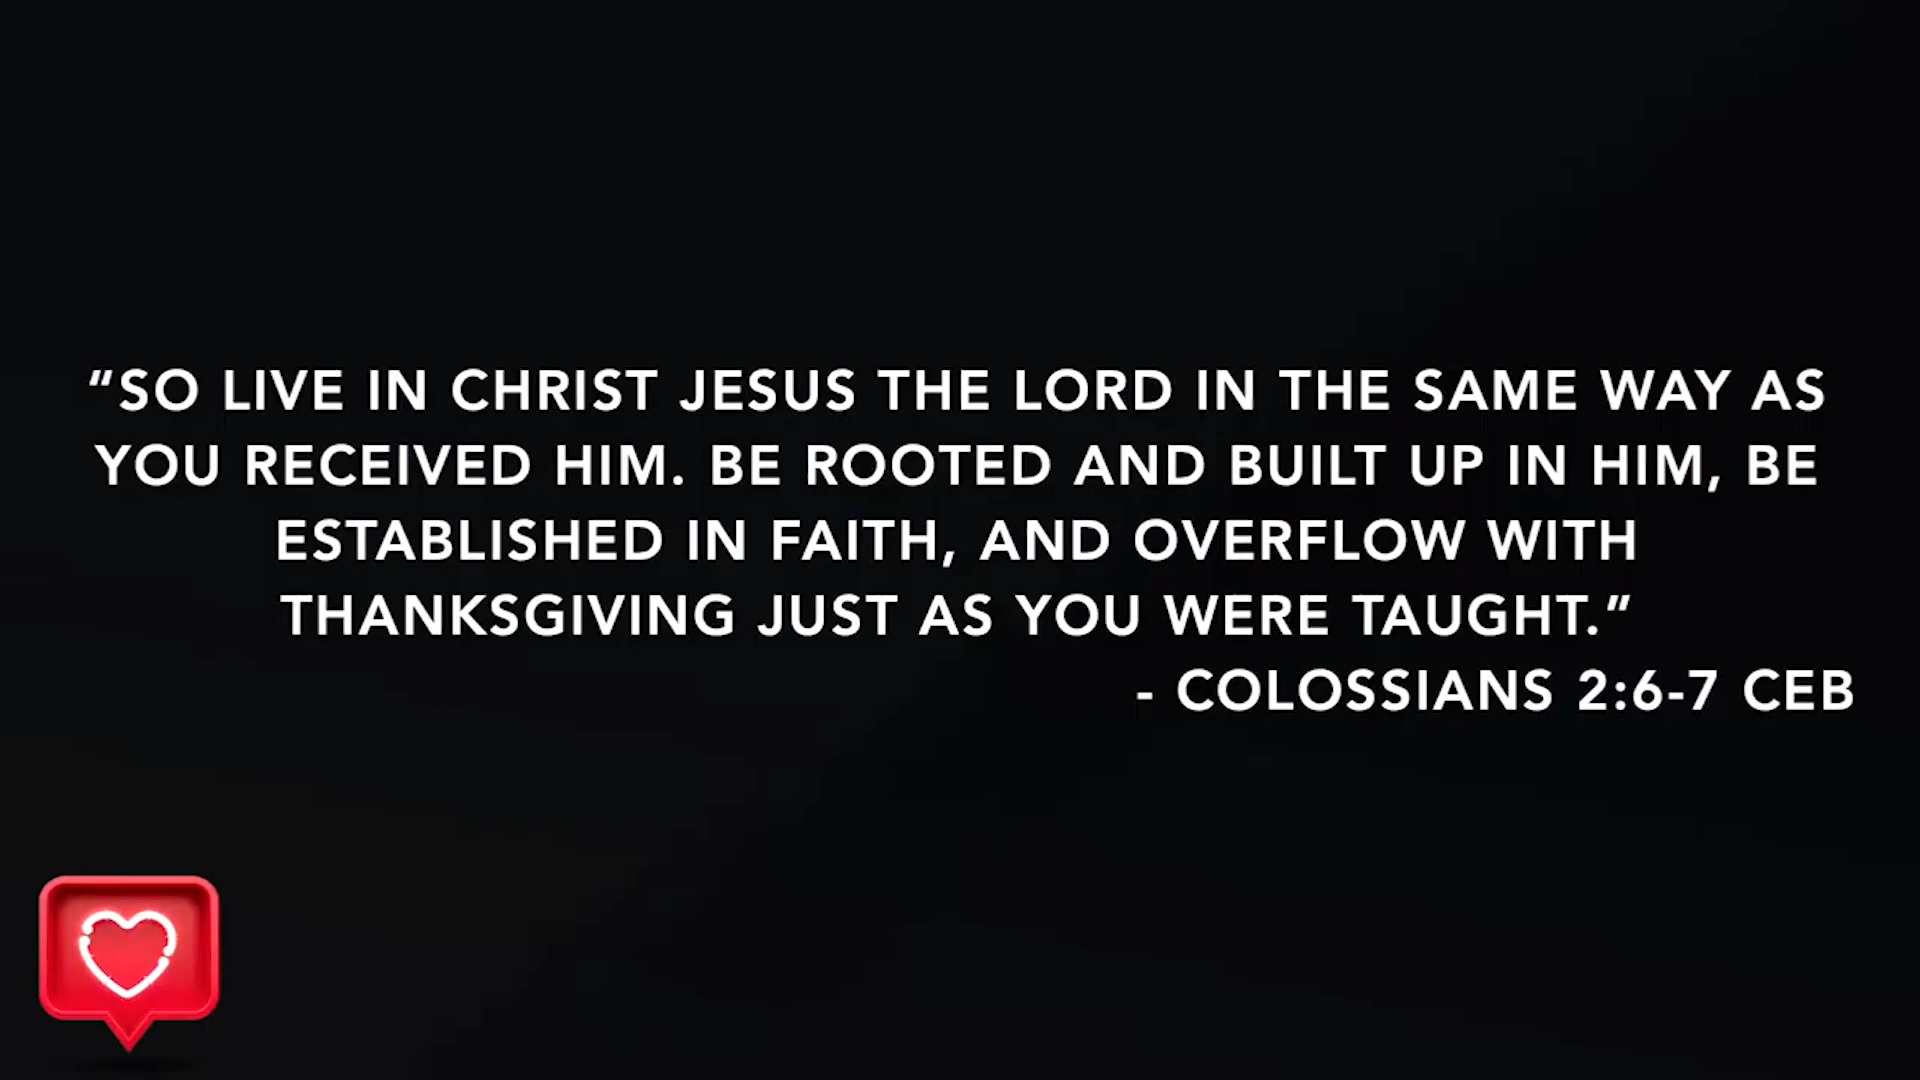 “SO LIVE IN CHRIST JESUS THE LORD IN THE SAME WAY AS
YOU RECEIVED HIM. BE ROOTED AND BUILT UP IN HIM, BE
ESTABLISHED IN FAITH, AND OVERFLOW WITH
THANKSGIVING JUST AS YOU WERE TAUGHT.”
- COLOSSIANS 2:6-7 CEB